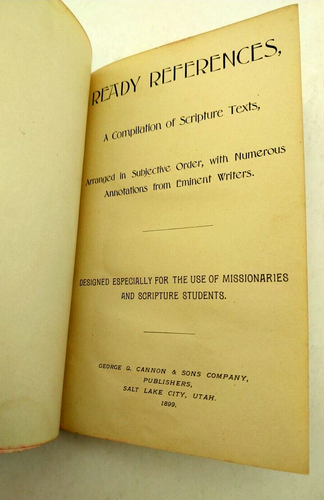 READY REFERENCES,
A Compilation of Scripture Texts,
Arranged in Subjective Order, with Numerous
Annotations from Eminent Writers.
DESIGNED ESPECIALLY FOR THE USE OF MISSIONARIES
AND SCRIPTURE STUDENTS.
GEORGE Q. CANNON & SONS COMPANY,
PUBLISHERS,
SALT LAKE CITY, UTAH.
1899.